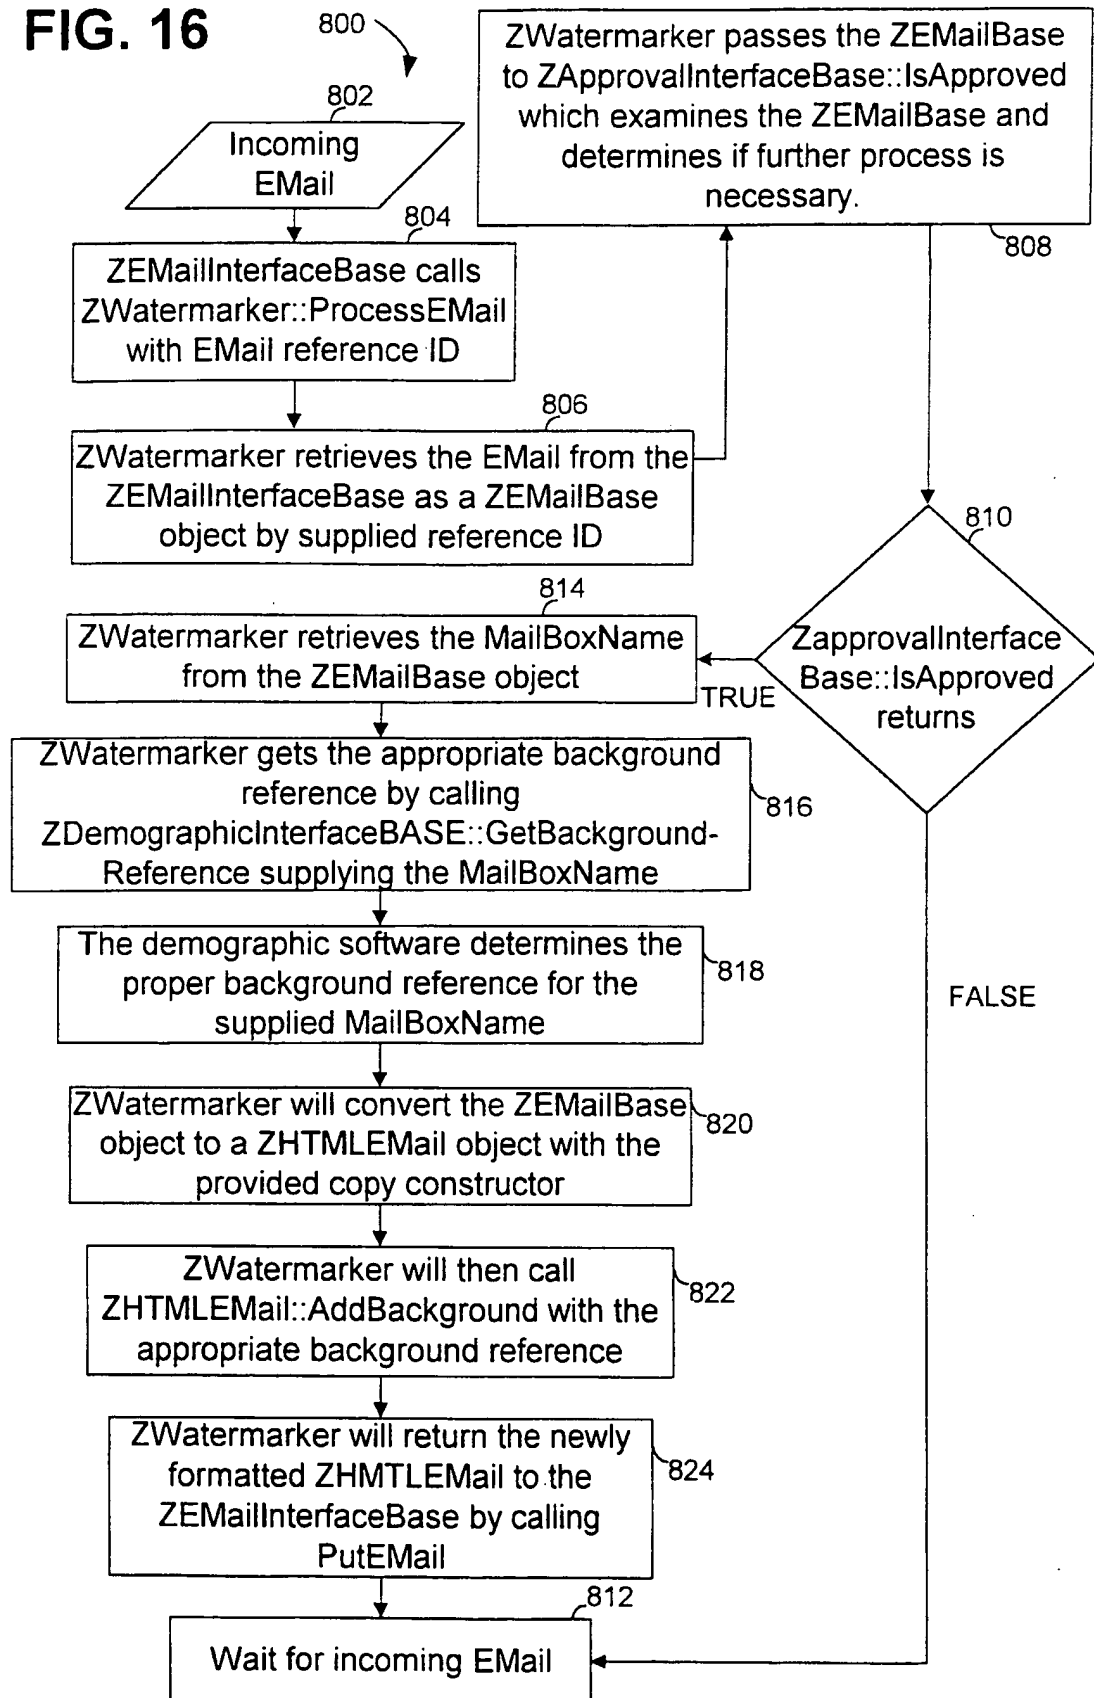 FIG. 16
800
802
Incoming
EMail
804
ZEMailInterfaceBase calls
ZWatermarker::ProcessEMail
with EMail reference ID
806
ZWatermarker retrieves the EMail from the
ZEMailInterfaceBase as a ZEMailBase
object by supplied reference ID
ZWatermarker passes the ZEMailBase
to ZApprovalInterfaceBase::IsApproved
which examines the ZEMailBase and
determines if further process is
necessary.
808
810
ZapprovalInterface
Base::IsApproved
returns
TRUE
FALSE
814
ZWatermarker retrieves the MailBoxName
from the ZEMailBase object
ZWatermarker gets the appropriate background
reference by calling
ZDemographicInterfaceBASE::GetBackground-
Reference supplying the MailBoxName
816
The demographic software determines the
proper background reference for the
supplied MailBoxName
818
ZWatermarker will convert the ZEMailBase
object to a ZHTMLEMail object with the
provided copy constructor
820
ZWatermarker will then call
ZHTMLEMail::AddBackground with the
appropriate background reference
822
ZWatermarker will return the newly
formatted ZHMTLEMail to the
ZEMailInterfaceBase by calling
PutEMail
824
812
Wait for incoming EMail